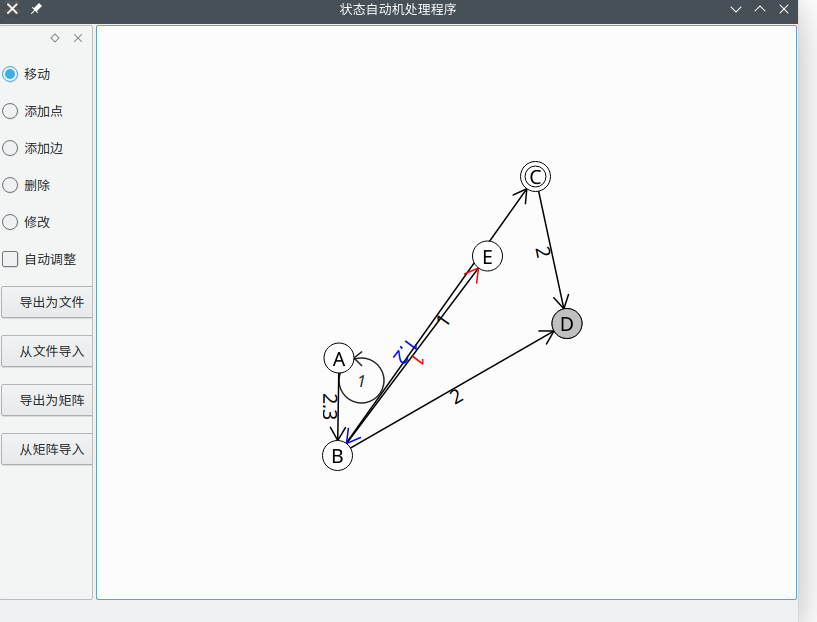 状态自动机处理程序
移动
添加点
添加边
删除
修改
自动调整
导出为文件
从文件导入
导出为矩阵
从矩阵导入
C
E
2
D
1
1,2
1
A
1
2,3
2
B